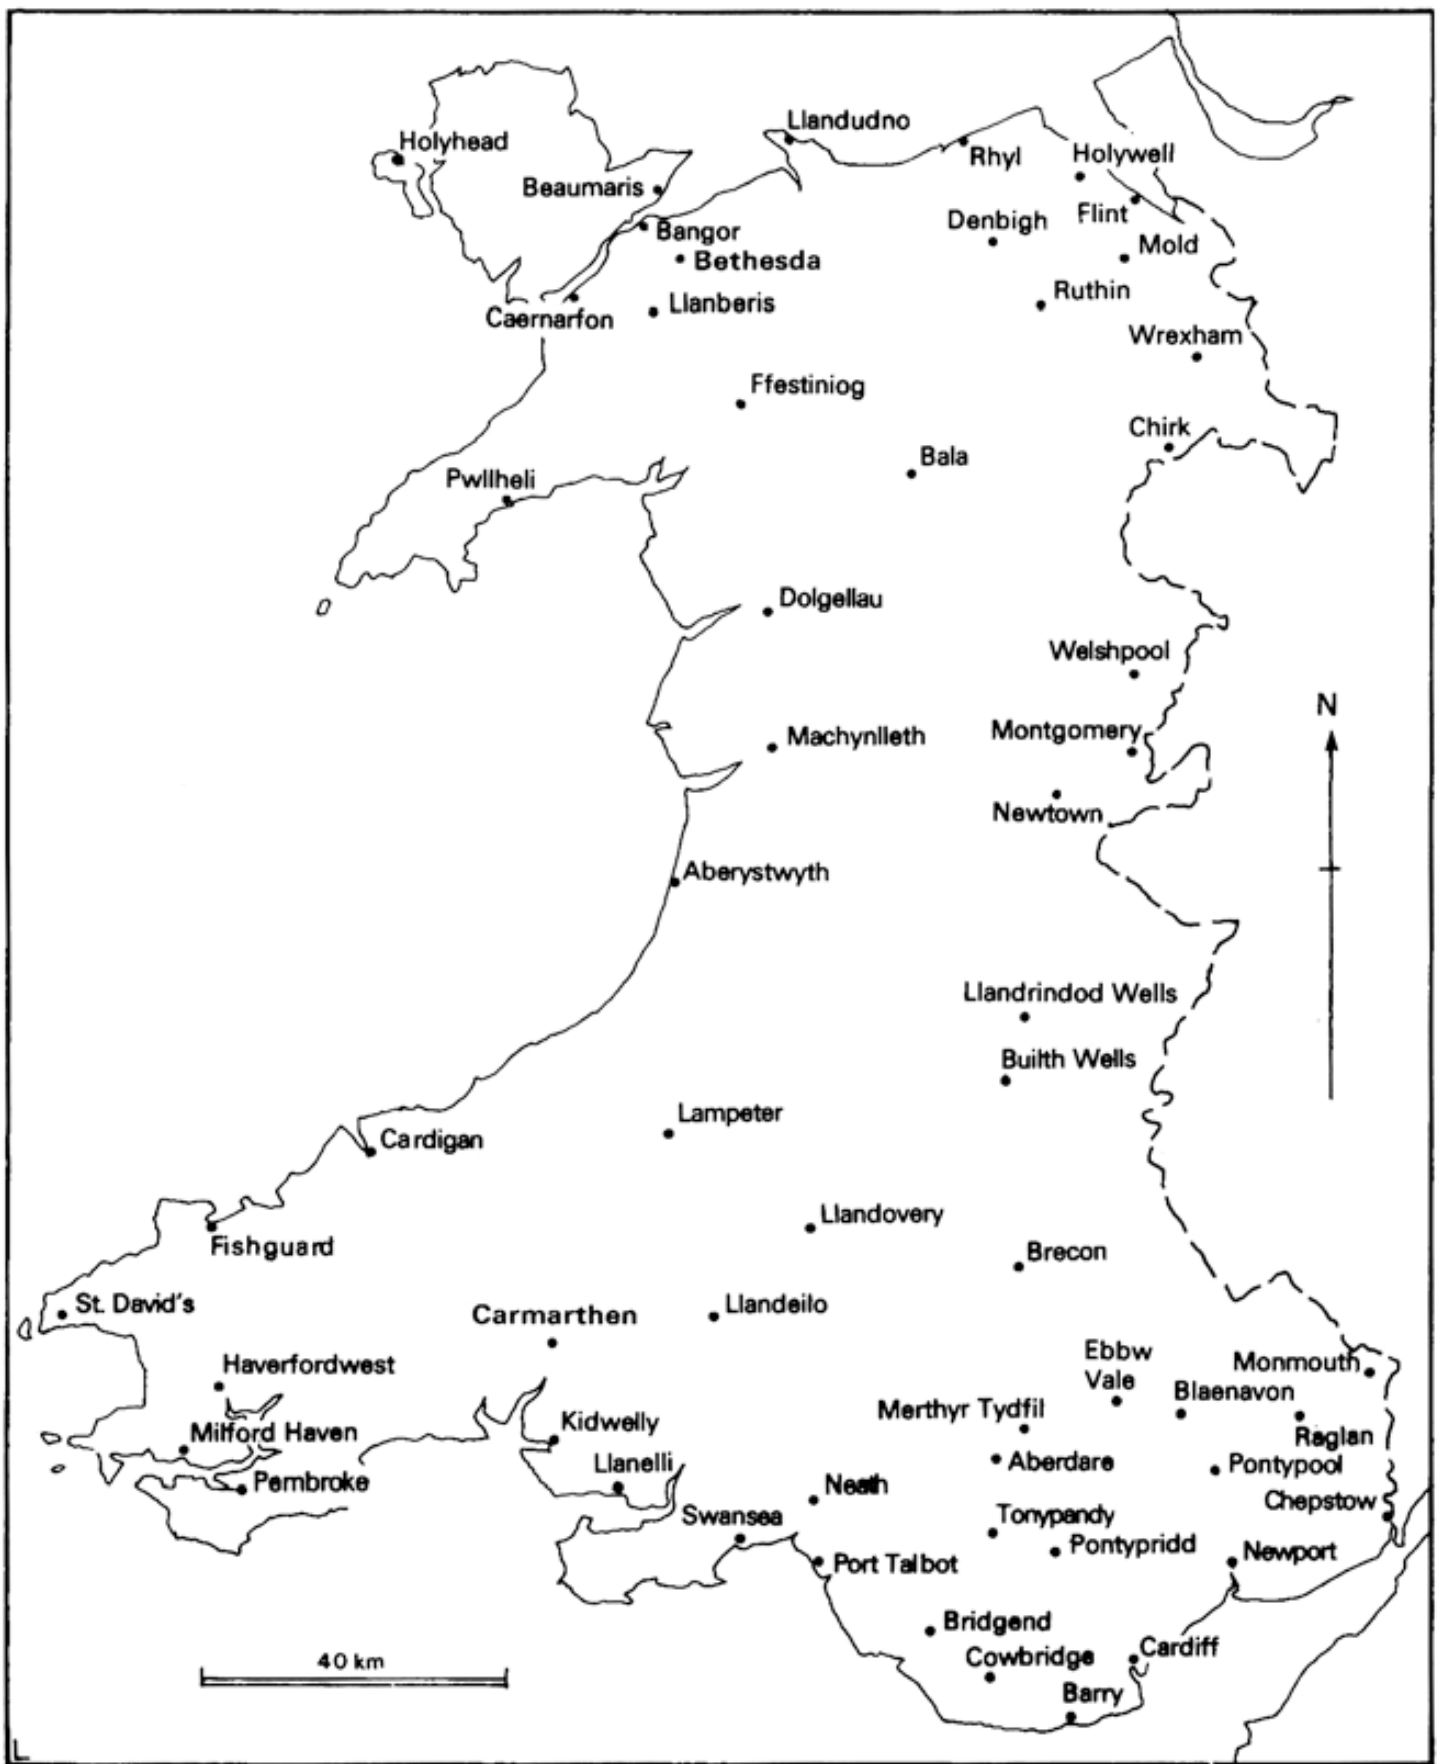 Llandudno
Holyhead
Rhyl
Holywell
Beaumaris
Flint
Denbigh
Bangor
Mold
Bethesda
Ruthin
Llanberis
Caernarfon
Wrexham
Ffestiniog
Chirk
Bala
Pwllheli
Dolgellau
Welshpool
N
Montgomery
Machynlleth
Newtown
Aberystwyth
Llandrindod Wells
Builth Wells
Lampeter
Cardigan
Llandovery
Fishguard
Brecon
St. David's
Llandeilo
Carmarthen
Ebbw
Vale
Monmouth
Haverfordwest
Blaenavon
Merthyr Tydfil
Kidwelly
Milford Haven
Raglan
Llanelli
Aberdare
Pontypool
Pembroke
Neath
Chepstow
Swansea
Tonypandy
Pontypridd
Newport
Port Talbot
Bridgend
Cardiff
Cowbridge
40 km
Barry